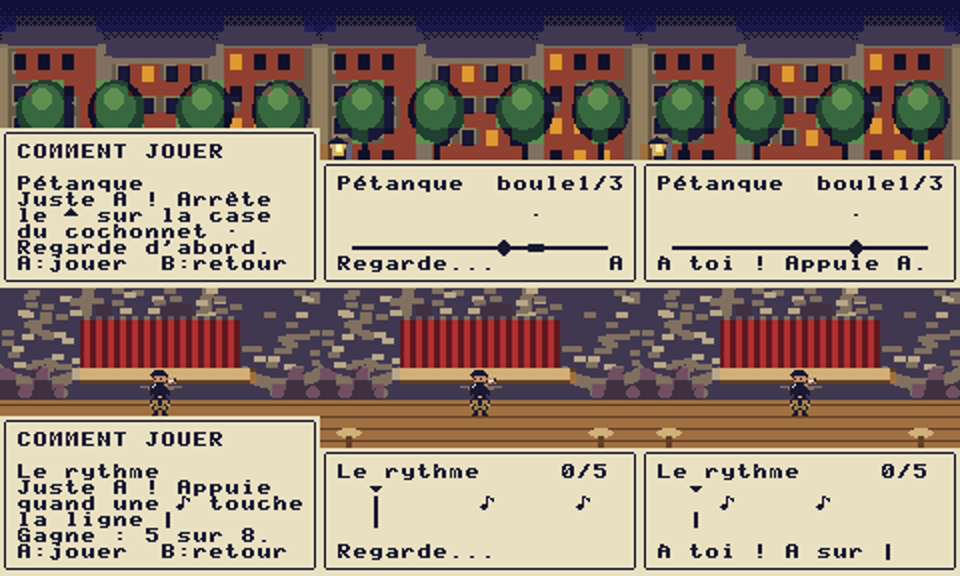 COMMENT JOUER
Pétanque
Juste A ! Arrête
le ▲ sur la case
du cochonnet ·
Regarde d'abord.
A:jouer B:retour
Pétanque boule1/3
Regarde... A
Pétanque boule1/3
A toi ! Appuie A.
COMMENT JOUER
Le rythme
Juste A ! Appuie
quand une ♪ touche
la ligne |
Gagne : 5 sur 8.
A:jouer B:retour
Le rythme 0/5
Regarde...
Le rythme 0/5
A toi ! A sur |